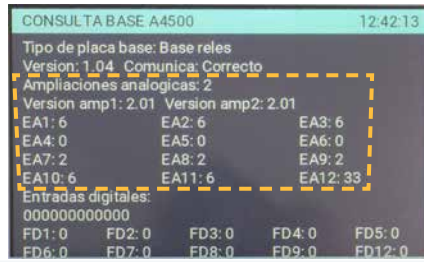 CONSULTA BASE A4500 12:42:13
Tipo de placa base: Base reles
Version: 1.04 Comunica: Correcto
Ampliaciones analogicas: 2
Version amp1: 2.01 Version amp2: 2.01
EA1: 6 EA2: 6 EA3: 6
EA4: 0 EA5: 0 EA6: 0
EA7: 2 EA8: 2 EA9: 2
EA10: 6 EA11: 6 EA12: 33
Entradas digitales:
000000000000
FD1: 0 FD2: 0 FD3: 0 FD4: 0 FD5: 0
FD6: 0 FD7: 0 FD8: 0 FD9: 0 FD12: 0